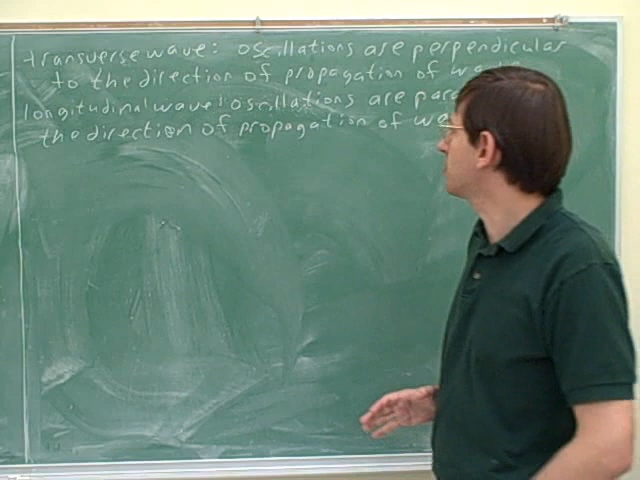 transverse wave: oscillations are perpendicular
to the direction of propagation of
longitudinal wave: oscillations are
the direction of propagation of